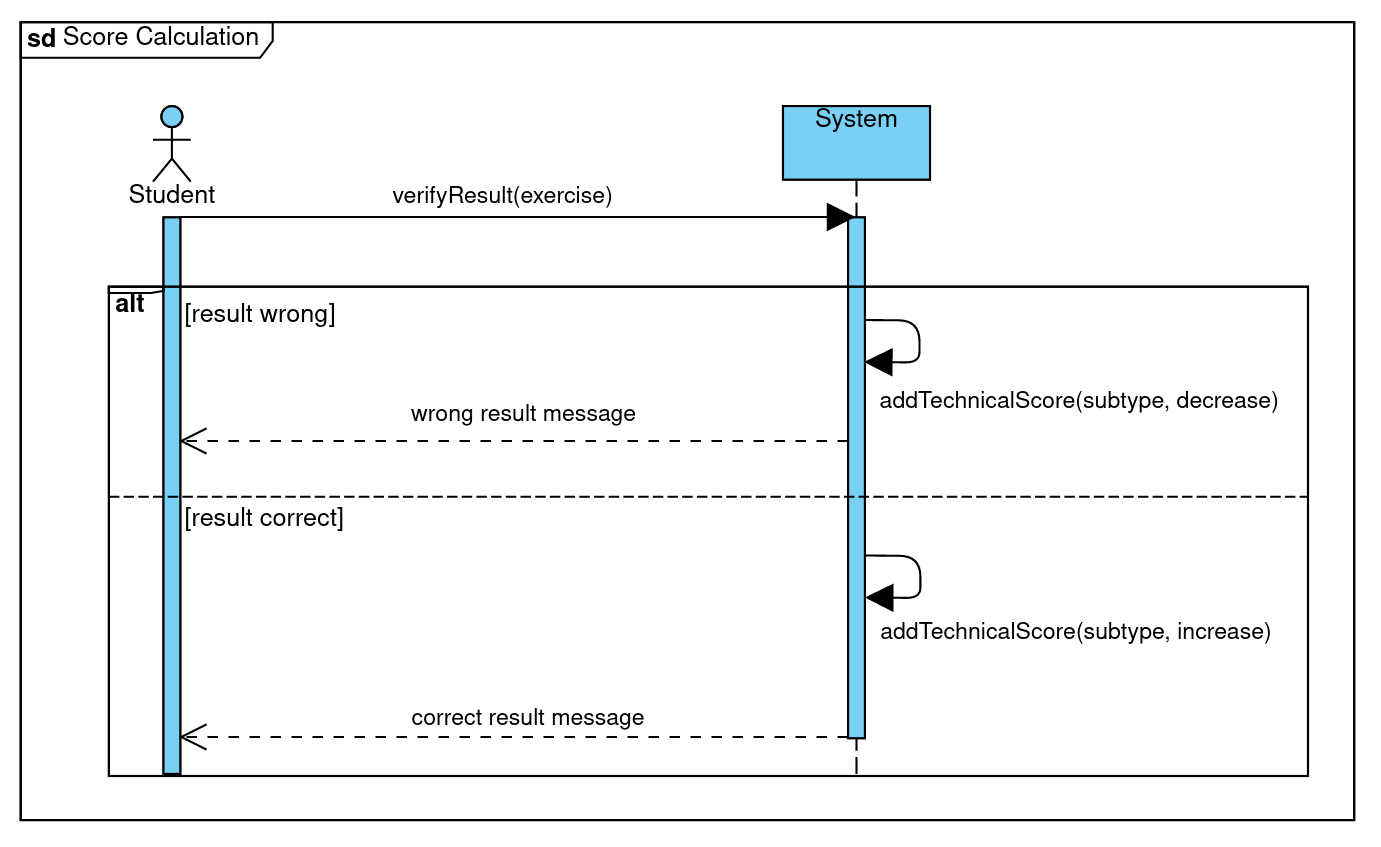 sd Score Calculation
System
Student
verifyResult(exercise)
alt
[result wrong]
addTechnicalScore(subtype, decrease)
wrong result message
[result correct]
addTechnicalScore(subtype, increase)
correct result message